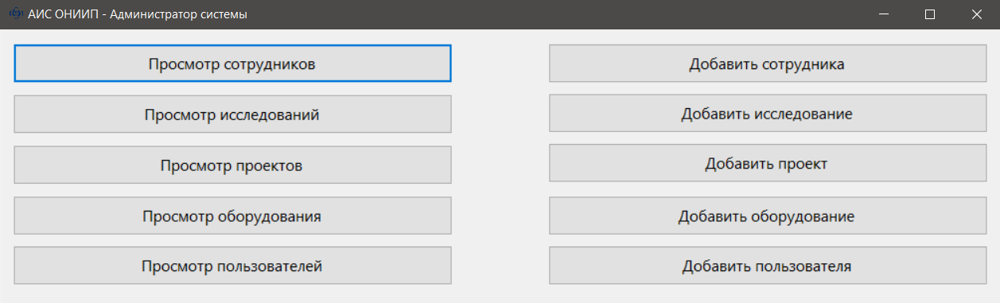 АИС ОНИИП - Администратор системы
Просмотр сотрудников
Добавить сотрудника
Просмотр исследований
Добавить исследование
Просмотр проектов
Добавить проект
Просмотр оборудования
Добавить оборудование
Просмотр пользователей
Добавить пользователя